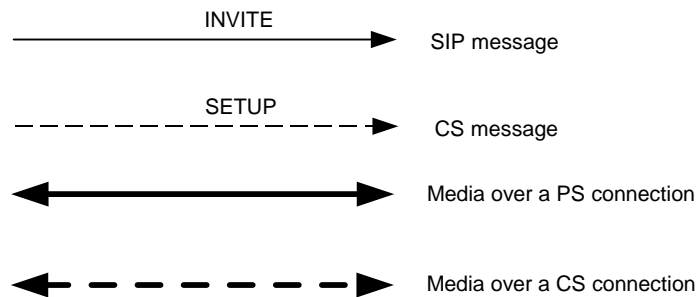 INVITE
SIP message
SETUP
CS message
Media over a PS connection
Media over a CS connection